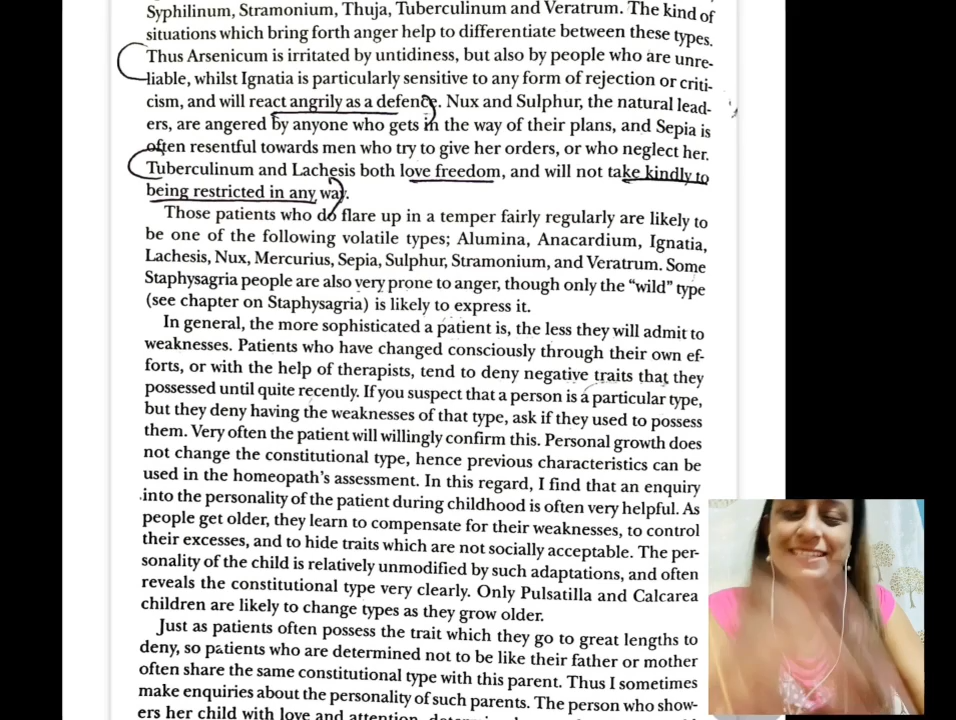 Syphilinum, Stramonium, Thuja, Tuberculinum and Veratrum. The kind of
situations which bring forth anger help to differentiate between these types.
Thus Arsenicum is irritated by untidiness, but also by people who are unre-
liable, whilst Ignatia is particularly sensitive to any form of rejection or criti-
cism, and will react angrily as a defence. Nux and Sulphur, the natural lead-
ers, are angered by anyone who gets in the way of their plans, and Sepia is
often resentful towards men who try to give her orders, or who neglect her.
Tuberculinum and Lachesis both love freedom, and will not take kindly to
being restricted in any way.
Those patients who do flare up in a temper fairly regularly are likely to
be one of the following volatile types; Alumina, Anacardium, Ignatia,
Lachesis, Nux, Mercurius, Sepia, Sulphur, Stramonium, and Veratrum. Some
Staphysagria people are also very prone to anger, though only the “wild” type
(see chapter on Staphysagria) is likely to express it.
In general, the more sophisticated a patient is, the less they will admit to
weaknesses. Patients who have changed consciously through their own ef-
forts, or with the help of therapists, tend to deny negative traits that they
possessed until quite recently. If you suspect that a person is a particular type,
but they deny having the weaknesses of that type, ask if they used to possess
them. Very often the patient will willingly confirm this. Personal growth does
not change the constitutional type, hence previous characteristics can be
used in the homeopath’s assessment. In this regard, I find that an enquiry
into the personality of the patient during childhood is often very helpful. As
people get older, they learn to compensate for their weaknesses, to control
their excesses, and to hide traits which are not socially acceptable. The per-
sonality of the child is relatively unmodified by such adaptations, and often
reveals the constitutional type very clearly. Only Pulsatilla and Calcarea
children are likely to change types as they grow older.
Just as patients often possess the trait which they go to great lengths to
deny, so patients who are determined not to be like their father or mother
often share the same constitutional type with this parent. Thus I sometimes
make enquiries about the personality of such parents. The person who show-
ers her child with love and attention,